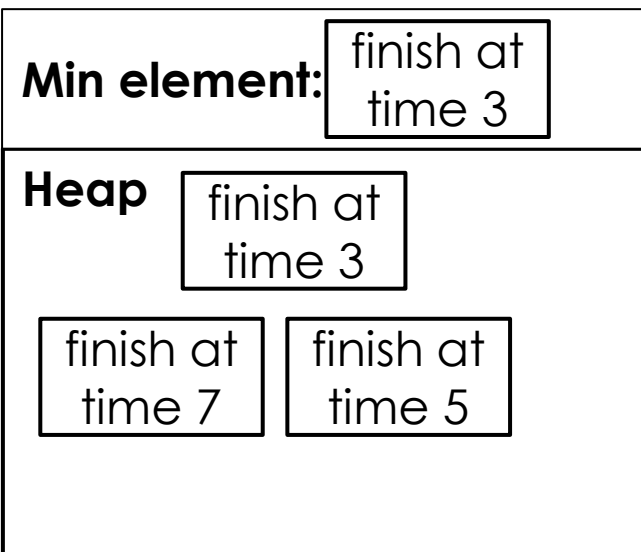 Min element:
finish at
time 3
Heap
finish at
time 3
finish at
time 7
finish at
time 5